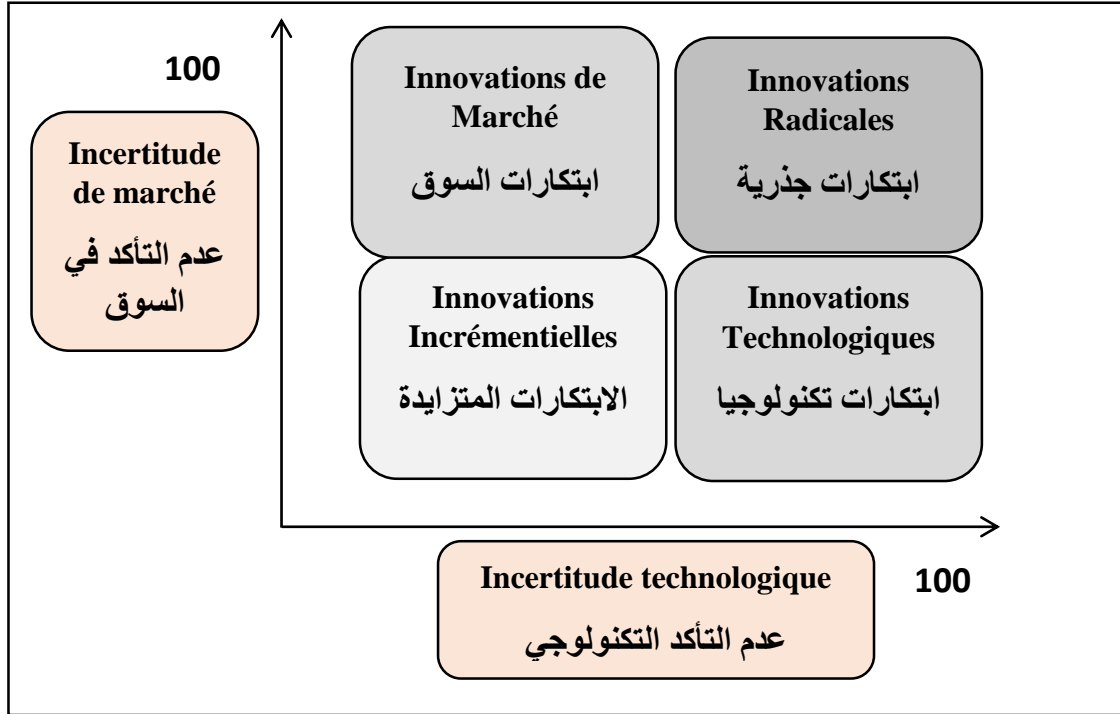 100
Incertitude
de marché
عدم التأكد في
السوق
Innovations de
Marché
ابتكارات السوق
Innovations
Radicales
ابتكارات جذرية
Innovations
Incrémentielles
الابتكارات المتزايدة
Innovations
Technologiques
ابتكارات تكنولوجيا
Incertitude technologique
عدم التأكد التكنولوجي
100